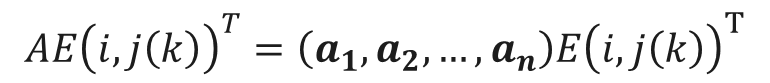 AE(i,j(k))^T = (a_1, a_2, ..., a_n)E(i,j(k))^T